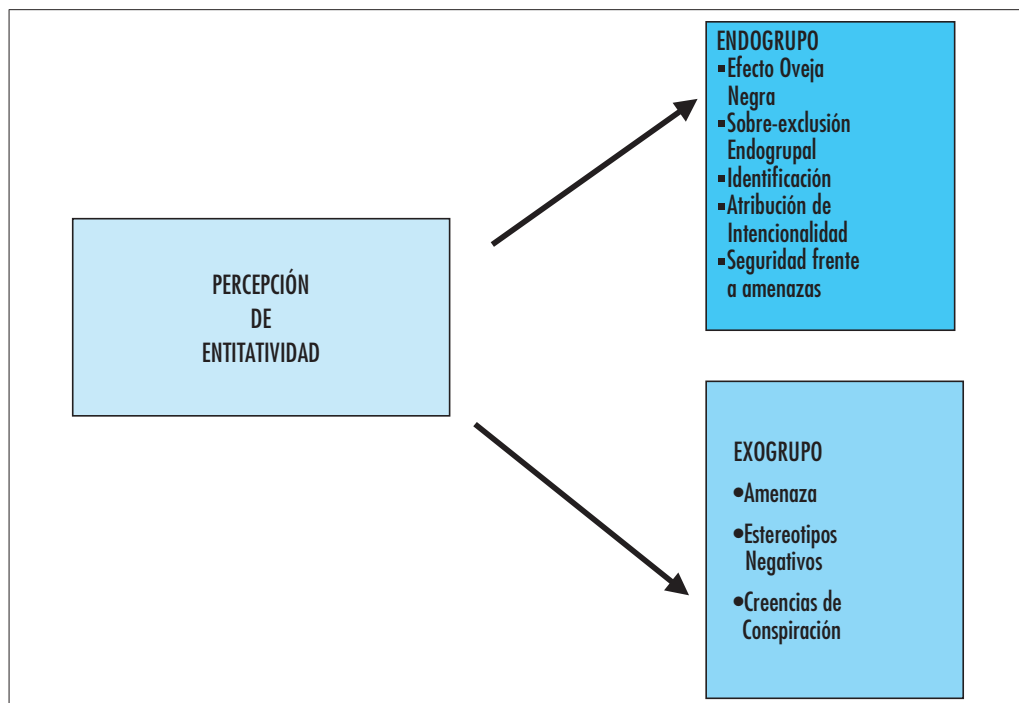 PERCEPCIÓN
DE
ENTITATIVIDAD
ENDOGRUPO
▪Efecto Oveja
Negra
▪Sobre-exclusión
Endogrupal
▪Identificación
▪Atribución de
Intencionalidad
▪Seguridad frente
a amenazas
EXOGRUPO
•Amenaza
•Estereotipos
Negativos
•Creencias de
Conspiración